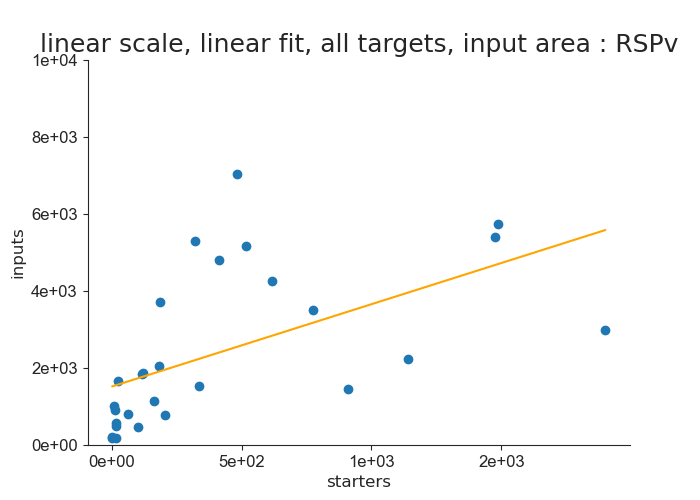 linear scale, linear fit, all targets, input area : RSPv
1e+04
8e+03
6e+03
4e+03
2e+03
0e+00
inputs
0e+00 5e+02 1e+03 2e+03
starters